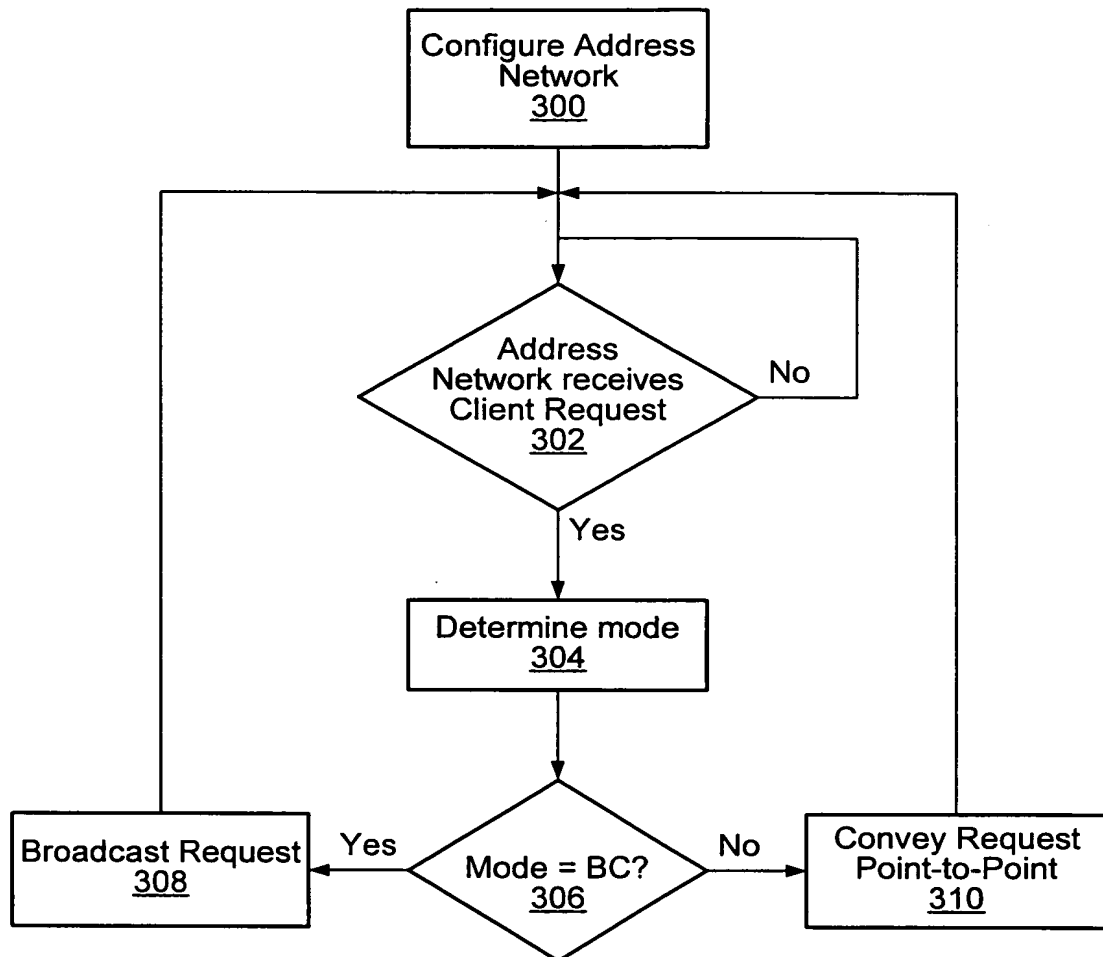 Configure Address
Network
300
Address
Network receives
Client Request
302
No
Yes
Determine mode
304
Broadcast Request
308
Yes
Mode = BC?
306
No
Convey Request
Point-to-Point
310